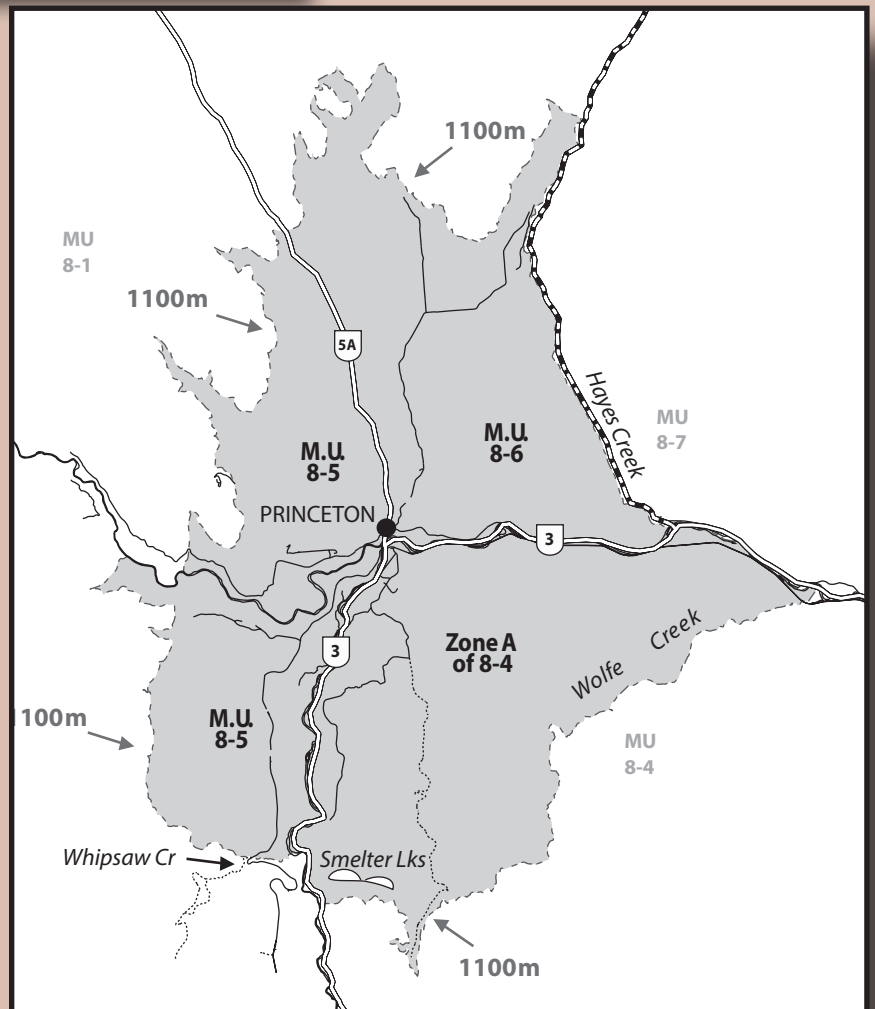 1100m
MU
8-1
1100m
5A
Hayes Creek
MU
8-7
M.U.
8-5
M.U.
8-6
PRINCETON
3
Zone A
of 8-4
Wolfe Creek
3
M.U.
8-5
100m
MU
8-4
Whipsaw Cr
Smelter Lks
1100m